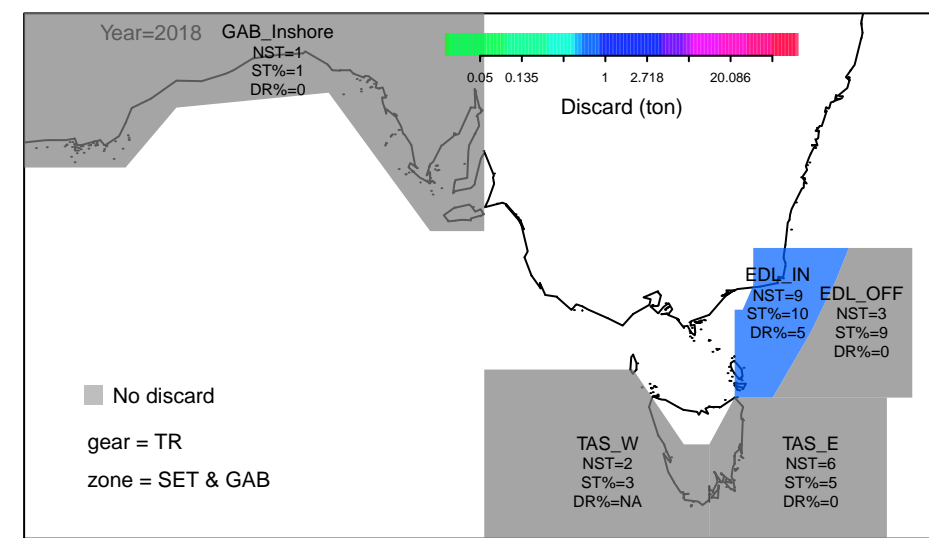 Year=2018
GAB_Inshore
NST=1
ST%=1
DR%=0
0.05 0.135 1 2.718 20.086
Discard (ton)
EDL_IN
NST=9
ST%=10
DR%=5
EDL_OFF
NST=3
ST%=9
DR%=0
No discard
gear = TR
zone = SET & GAB
TAS_W
NST=2
ST%=3
DR%=NA
TAS_E
NST=6
ST%=5
DR%=0